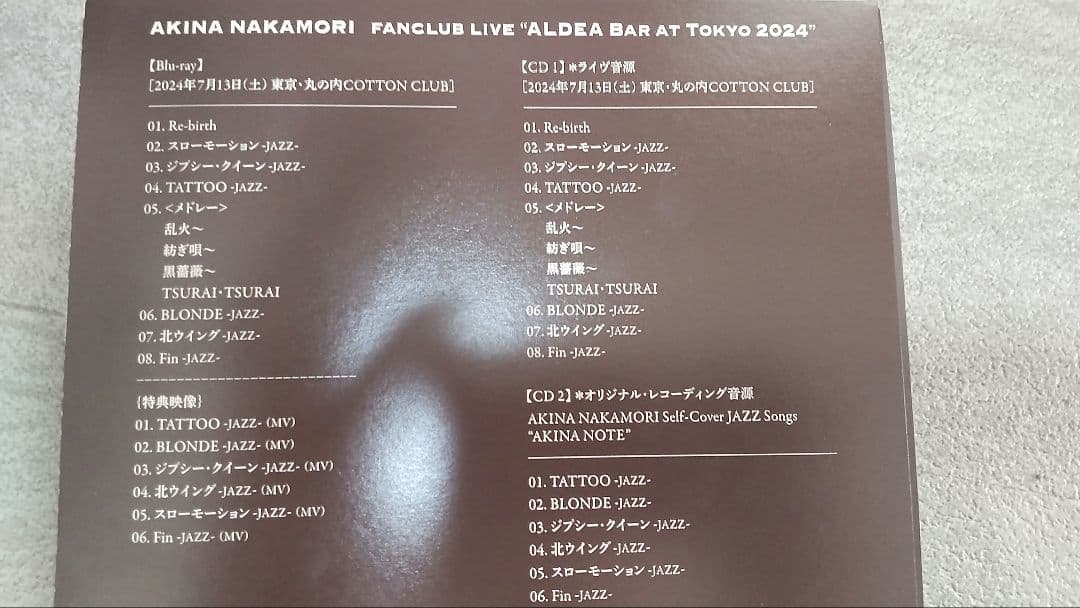 AKINA NAKAMORI FANCLUB LIVE “ALDEA BAR AT TOKYO 2024”
【Blu-ray】
［2024年7月13日（土） 東京・丸の内COTTON CLUB］
01. Re-birth
02. スローモーション -JAZZ-
03. ジプシー・クイーン -JAZZ-
04. TATTOO -JAZZ-
05. <メドレー>
乱火～
紡ぎ唄～
黒薔薇～
TSURAI・TSURAI
06. BLONDE -JAZZ-
07. 北ウイング -JAZZ-
08. Fin -JAZZ-
{特典映像}
01. TATTOO -JAZZ- (MV)
02. BLONDE -JAZZ- (MV)
03. ジプシー・クイーン -JAZZ- (MV)
04. 北ウイング -JAZZ- (MV)
05. スローモーション -JAZZ- (MV)
06. Fin -JAZZ- (MV)
【CD 1】＊ライヴ音源
［2024年7月13日（土） 東京・丸の内COTTON CLUB］
01. Re-birth
02. スローモーション -JAZZ-
03. ジプシー・クイーン -JAZZ-
04. TATTOO -JAZZ-
05. <メドレー>
乱火～
紡ぎ唄～
黒薔薇～
TSURAI・TSURAI
06. BLONDE -JAZZ-
07. 北ウイング -JAZZ-
08. Fin -JAZZ-
【CD 2】＊オリジナル・レコーディング音源
AKINA NAKAMORI Self-Cover JAZZ Songs
“AKINA NOTE”
01. TATTOO -JAZZ-
02. BLONDE -JAZZ-
03. ジプシー・クイーン -JAZZ-
04. 北ウイング -JAZZ-
05. スローモーション -JAZZ-
06. Fin -JAZZ-